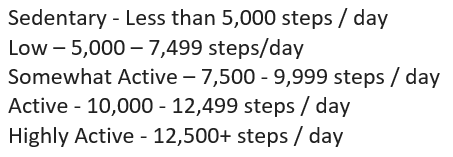 Sedentary - Less than 5,000 steps / day
Low – 5,000 – 7,499 steps/day
Somewhat Active – 7,500 - 9,999 steps / day
Active - 10,000 - 12,499 steps / day
Highly Active - 12,500+ steps / day